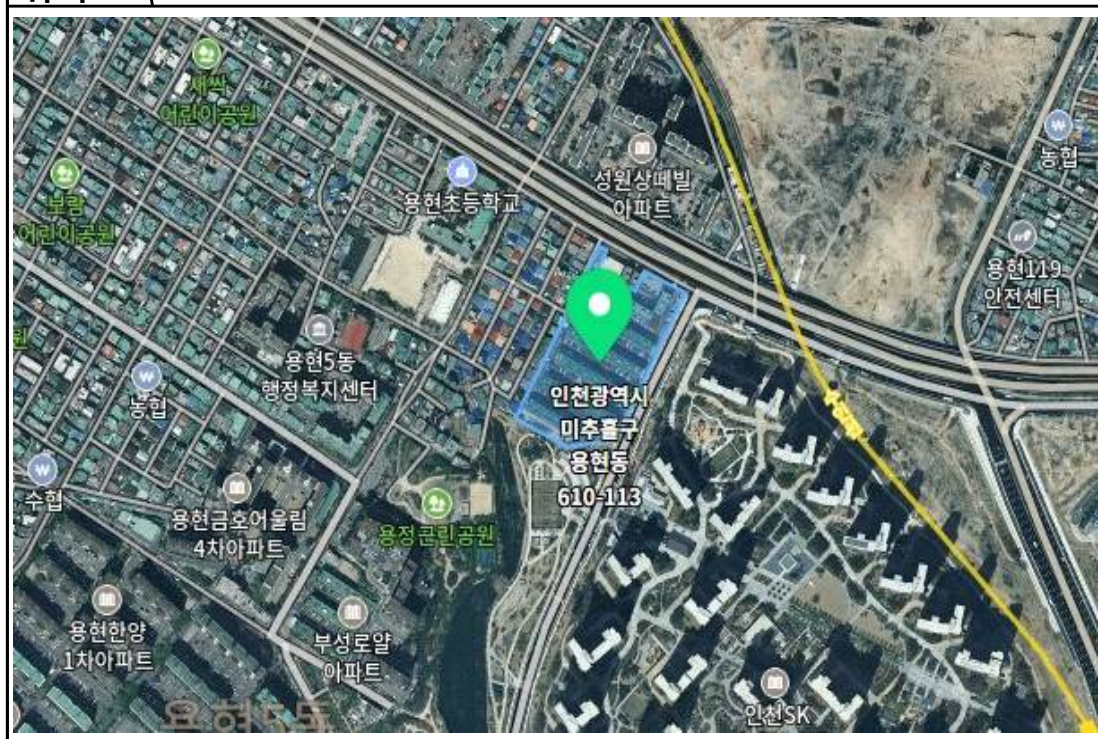 새싹
어린이공원
보람
어린이공원
용현초등학교
성원상떼빌
아파트
농협
용현119
안전센터
용현5동
행정복지센터
농협
수협
인천광역시
미추홀구
용현동
610-113
용현금호어울림
4차아파트
용정근린공원
용현한양
1차아파트
부성로얄
아파트
인천SK
용현5동